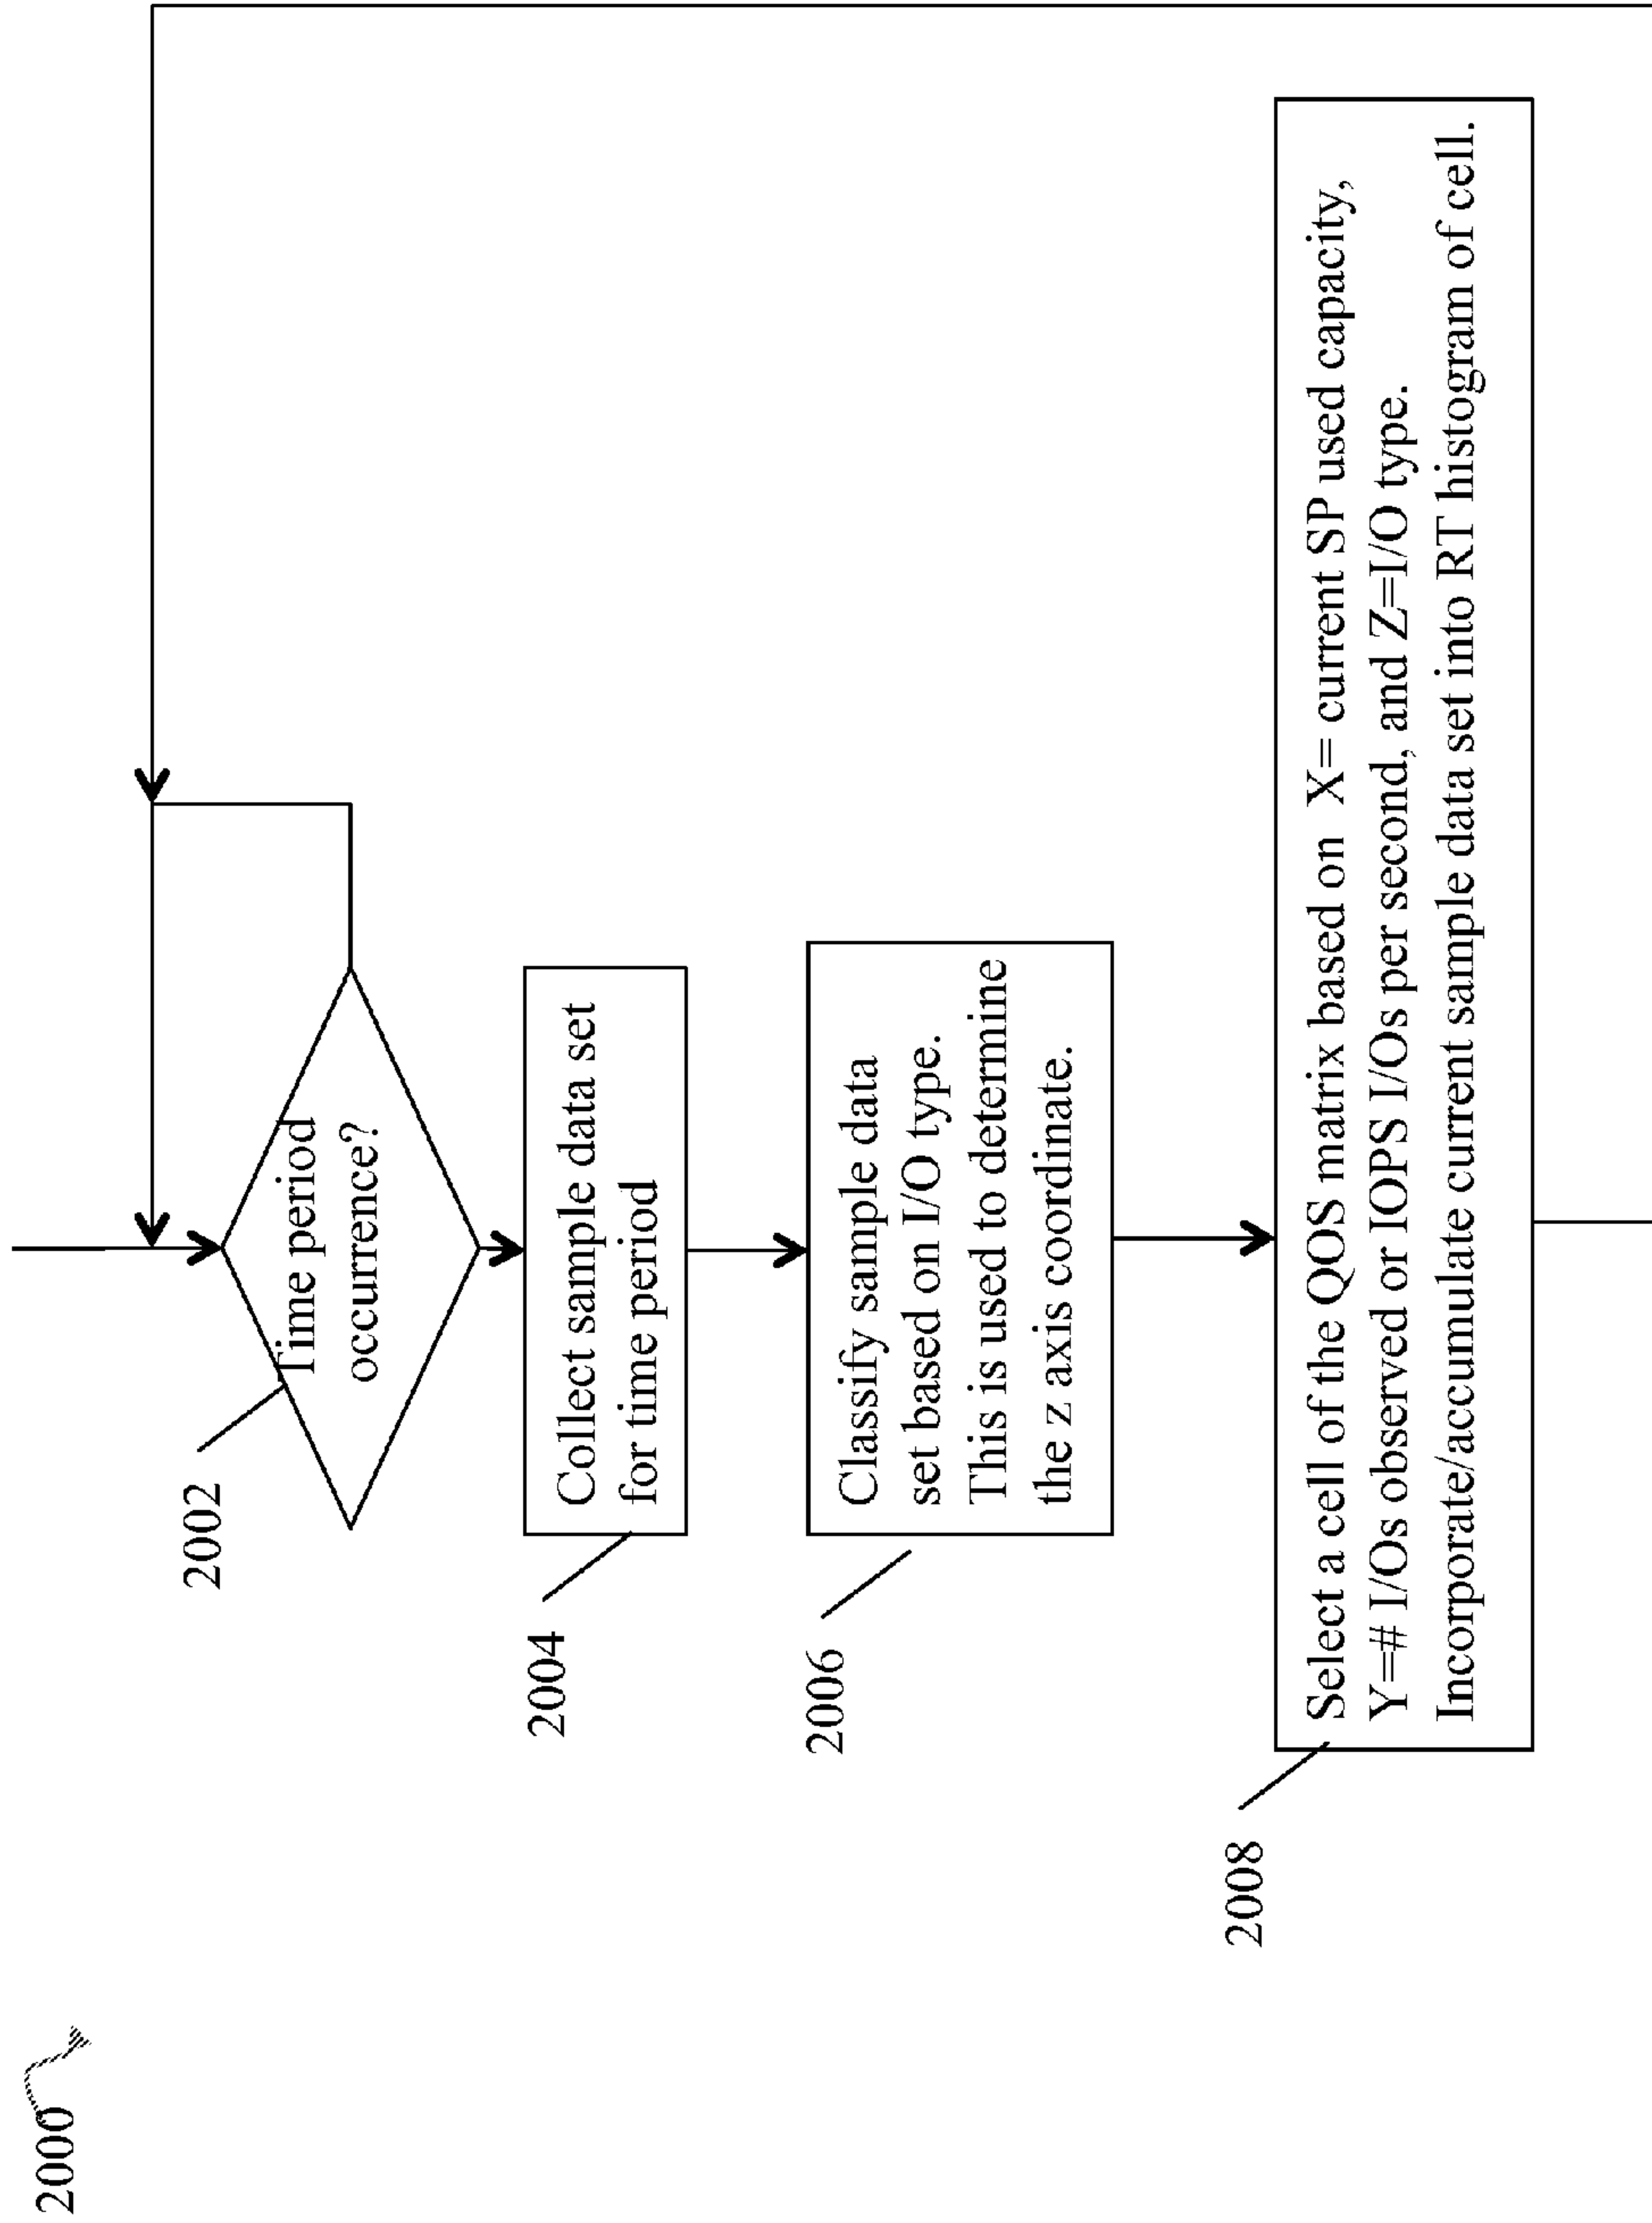 2000
2002
Time period
occurrence?
2004
Collect sample data set
for time period
2006
Classify sample data
set based on I/O type.
This is used to determine
the z axis coordinate.
2008
Select a cell of the QOS matrix based on X= current SP used capacity,
Y=# I/Os observed or IOPS I/Os per second, and Z=I/O type.
Incorporate/accumulate current sample data set into RT histogram of cell.